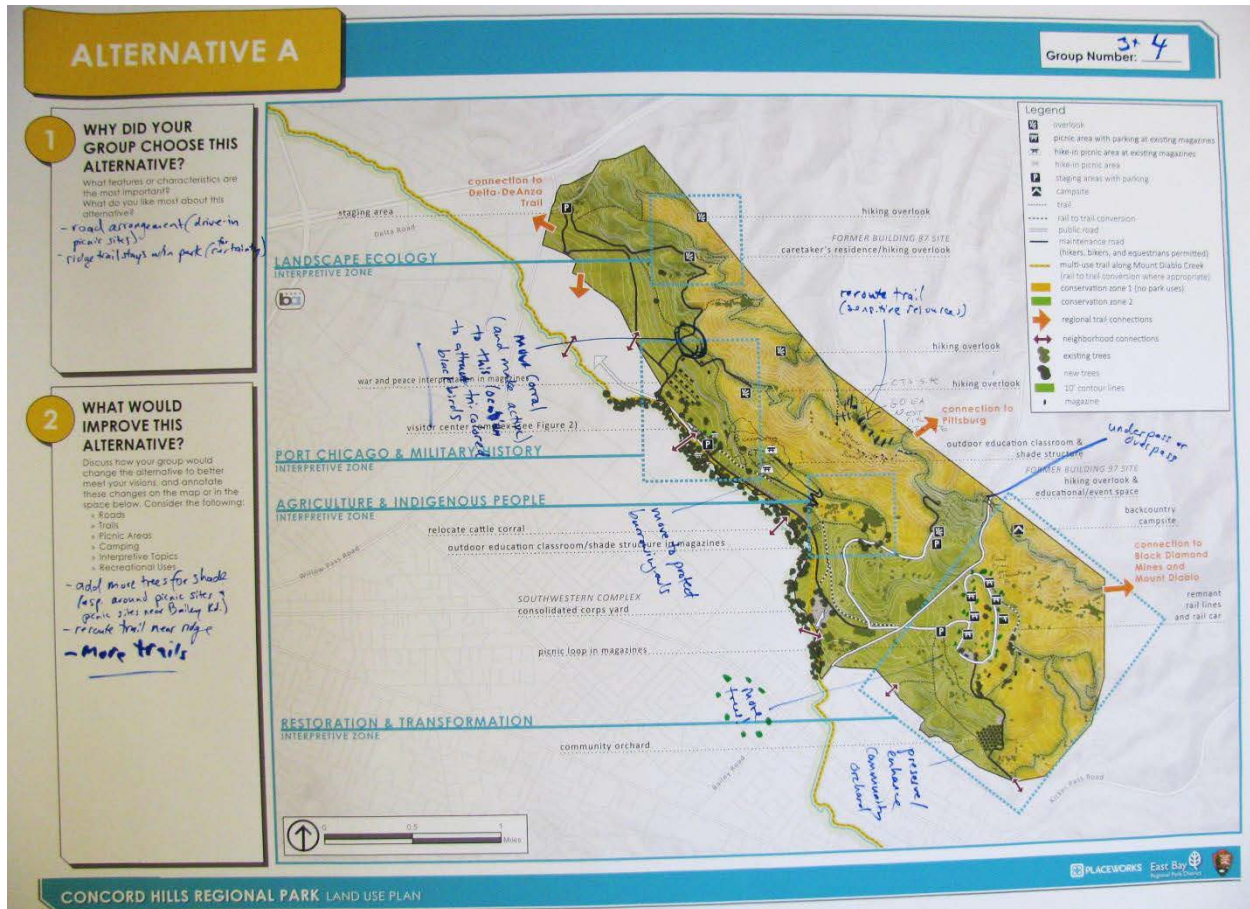 ALTERNATIVE A
Group Number: 3+ 4
1
WHY DID YOUR
GROUP CHOOSE THIS
ALTERNATIVE?
What features or characteristics are
the most important?
What do you like most about this
alternative?
- road arrangement (drive-in
picnic sites)
- ridge trail stays with park (for certainty)
2
WHAT WOULD
IMPROVE THIS
ALTERNATIVE?
Discuss how your group would
change the alternative to better
meet your visions, and annotate
these changes on the map or in the
space below. Consider the following:
» Roads
» Trails
» Picnic Areas
» Camping
» Interpretive Topics
» Recreational Uses
- add more trees for shade
(esp. around picnic sites &
picnic sites near Bailey Rd.)
- reroute trail near ridge
- More trails
connection to
Delta-DeAnza
Trail
staging area
Delta Road
LANDSCAPE ECOLOGY
INTERPRETIVE ZONE
move corral
(and make active)
to this location
to attract tri-colored
blackbirds
war and peace interpretation in magazines
visitor center complex (see Figure 2)
PORT CHICAGO & MILITARY HISTORY
INTERPRETIVE ZONE
AGRICULTURE & INDIGENOUS PEOPLE
INTERPRETIVE ZONE
relocate cattle corral
outdoor education classroom/shade structure in magazines
move to protect
burrowing owls
Willow Pass Road
SOUTHWESTERN COMPLEX
consolidated corps yard
picnic loop in magazines
more
trees
RESTORATION & TRANSFORMATION
INTERPRETIVE ZONE
community orchard
Bailey Road
preserve/
enhance
community
orchard
Kirker Pass Road
hiking overlook
FORMER BUILDING 87 SITE
caretaker's residence/hiking overlook
reroute trail
(sensitive resources)
hiking overlook
CTS SITE
GOEA
NEST
hiking overlook
connection to
Pittsburg
outdoor education classroom &
shade structure
underpass or
overpass
FORMER BUILDING 97 SITE
hiking overlook &
educational/event space
backcountry
campsite
connection to
Black Diamond
Mines and
Mount Diablo
remnant
rail lines
and rail car
Legend
overlook
picnic area with parking at existing magazines
hike-in picnic area at existing magazines
hike-in picnic area
P staging areas with parking
campsite
trail
rail to trail conversion
public road
maintenance road
(hikers, bikers, and equestrians permitted)
multi-use trail along Mount Diablo Creek
(rail to trail conversion where appropriate)
conservation zone 1 (no park uses)
conservation zone 2
regional trail connections
neighborhood connections
existing trees
new trees
10' contour lines
magazine
0 0.5 1
Miles
CONCORD HILLS REGIONAL PARK LAND USE PLAN
PLACEWORKS
East Bay
Regional Park District